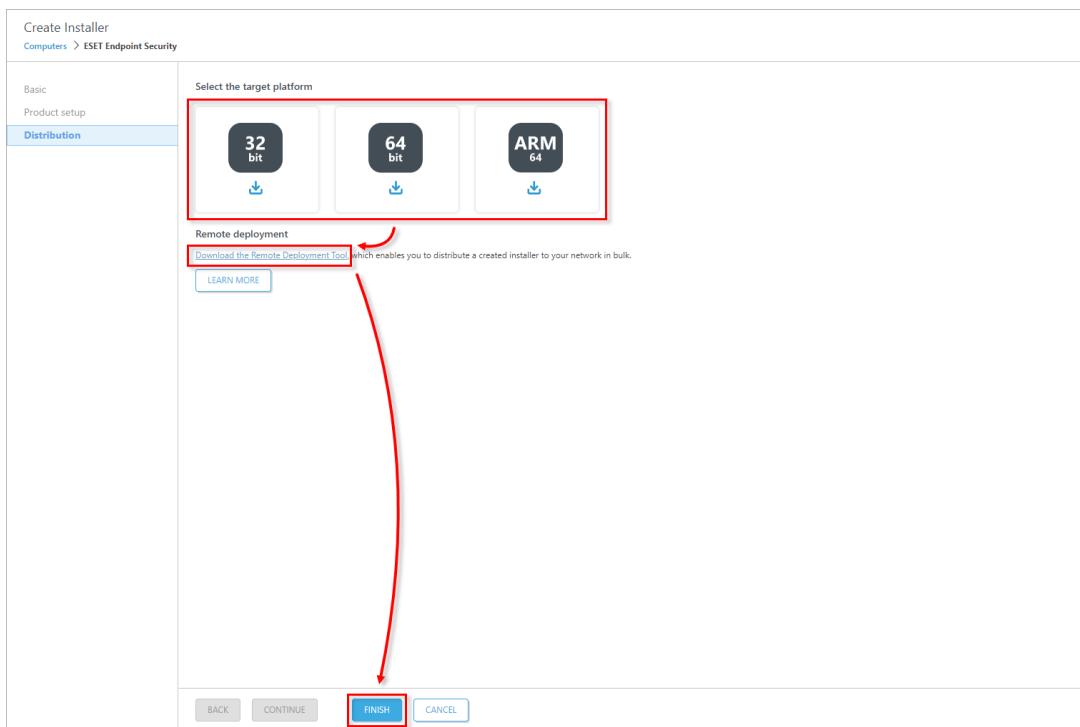 Create Installer
Computers > ESET Endpoint Security
Basic
Product setup
Distribution
Select the target platform
32
bit
64
bit
ARM
64
Remote deployment
Download the Remote Deployment Tool, which enables you to distribute a created installer to your network in bulk.
LEARN MORE
BACK CONTINUE FINISH CANCEL